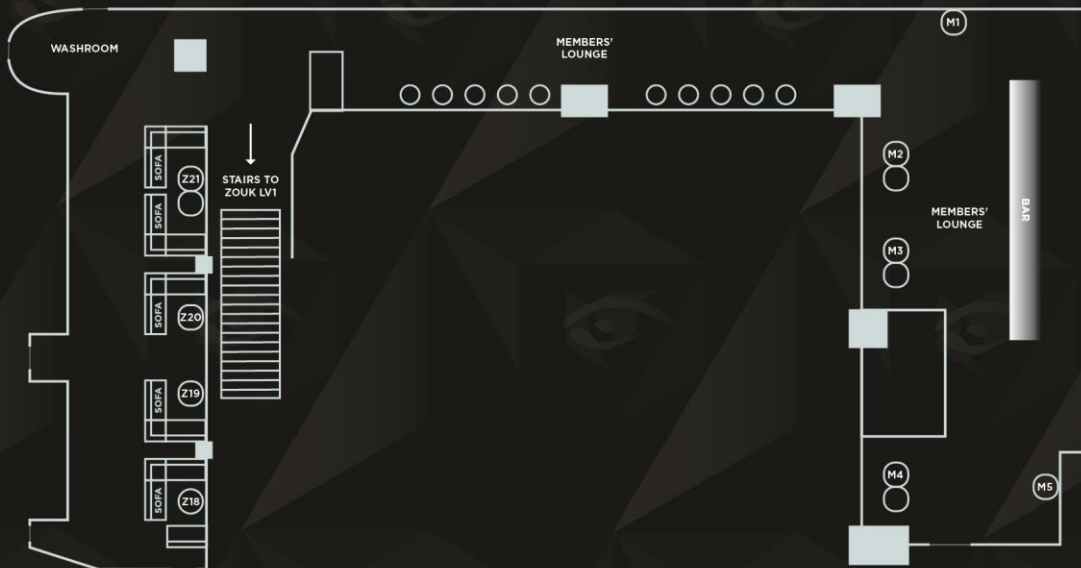 M1
WASHROOM
MEMBERS'
LOUNGE
M2
SOFA
Z21
STAIRS TO
ZOUK LV1
SOFA
MEMBERS'
LOUNGE
BAR
M3
SOFA
Z20
SOFA
Z19
M4
M5
SOFA
Z18